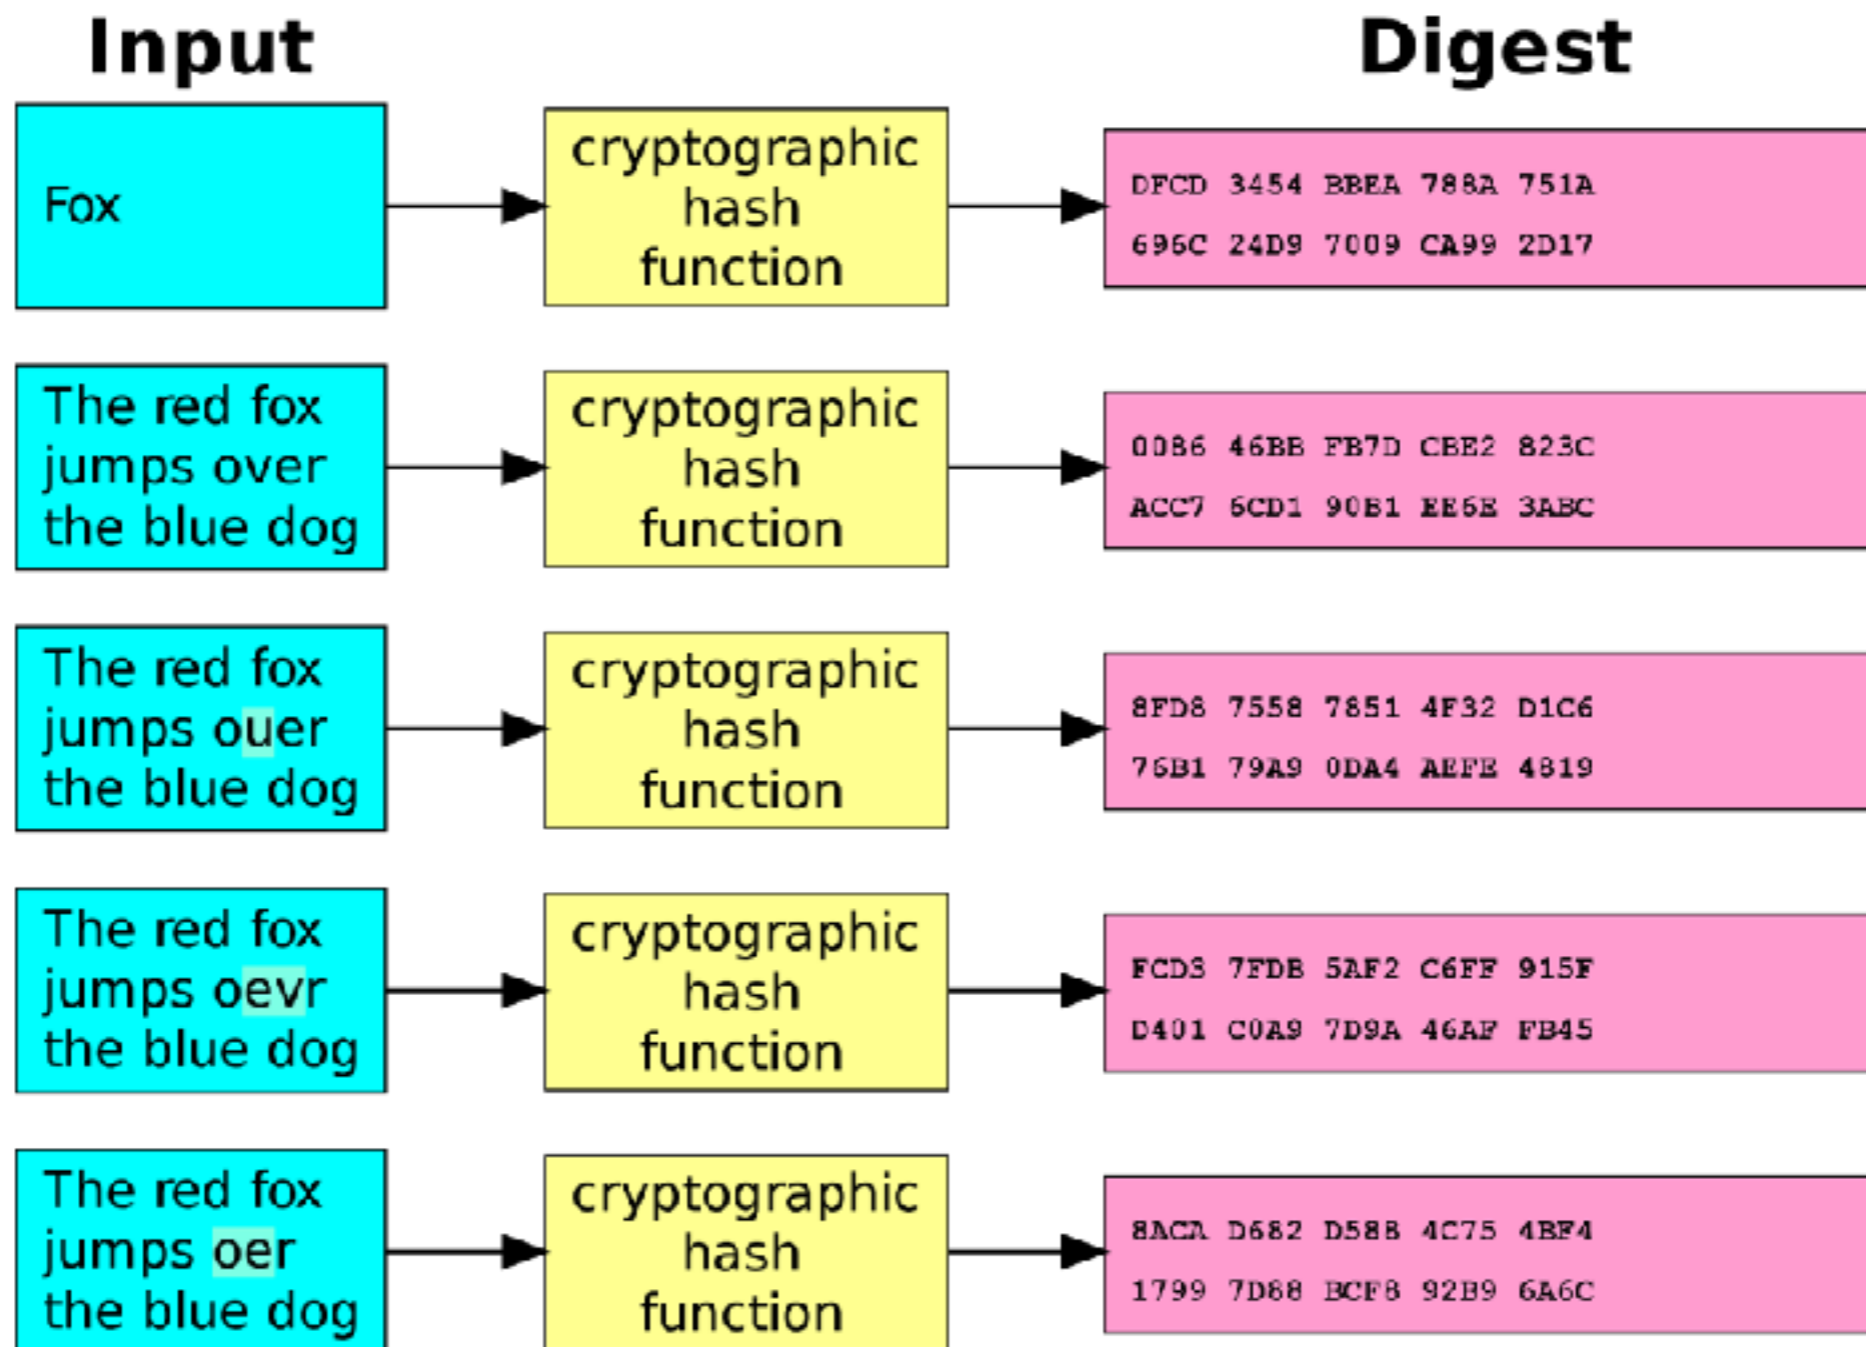 Input
Digest
Fox
cryptographic
hash
function
DFCD 3454 BBEA 788A 751A
696C 24D9 7009 CA99 2D17
The red fox
jumps over
the blue dog
cryptographic
hash
function
0086 46BB FB7D CBE2 823C
ACC7 6CD1 90B1 EE6E 3ABC
The red fox
jumps ouer
the blue dog
cryptographic
hash
function
8FD8 7558 7851 4F32 D1C6
76B1 79A9 0DA4 AEFE 4819
The red fox
jumps oevr
the blue dog
cryptographic
hash
function
FCD3 7FDB 5AF2 C6FF 915F
D401 C0A9 7D9A 46AF FB45
The red fox
jumps oer
the blue dog
cryptographic
hash
function
8ACA D682 D588 4C75 4BF4
1799 7D88 BCF8 92B9 6A6C